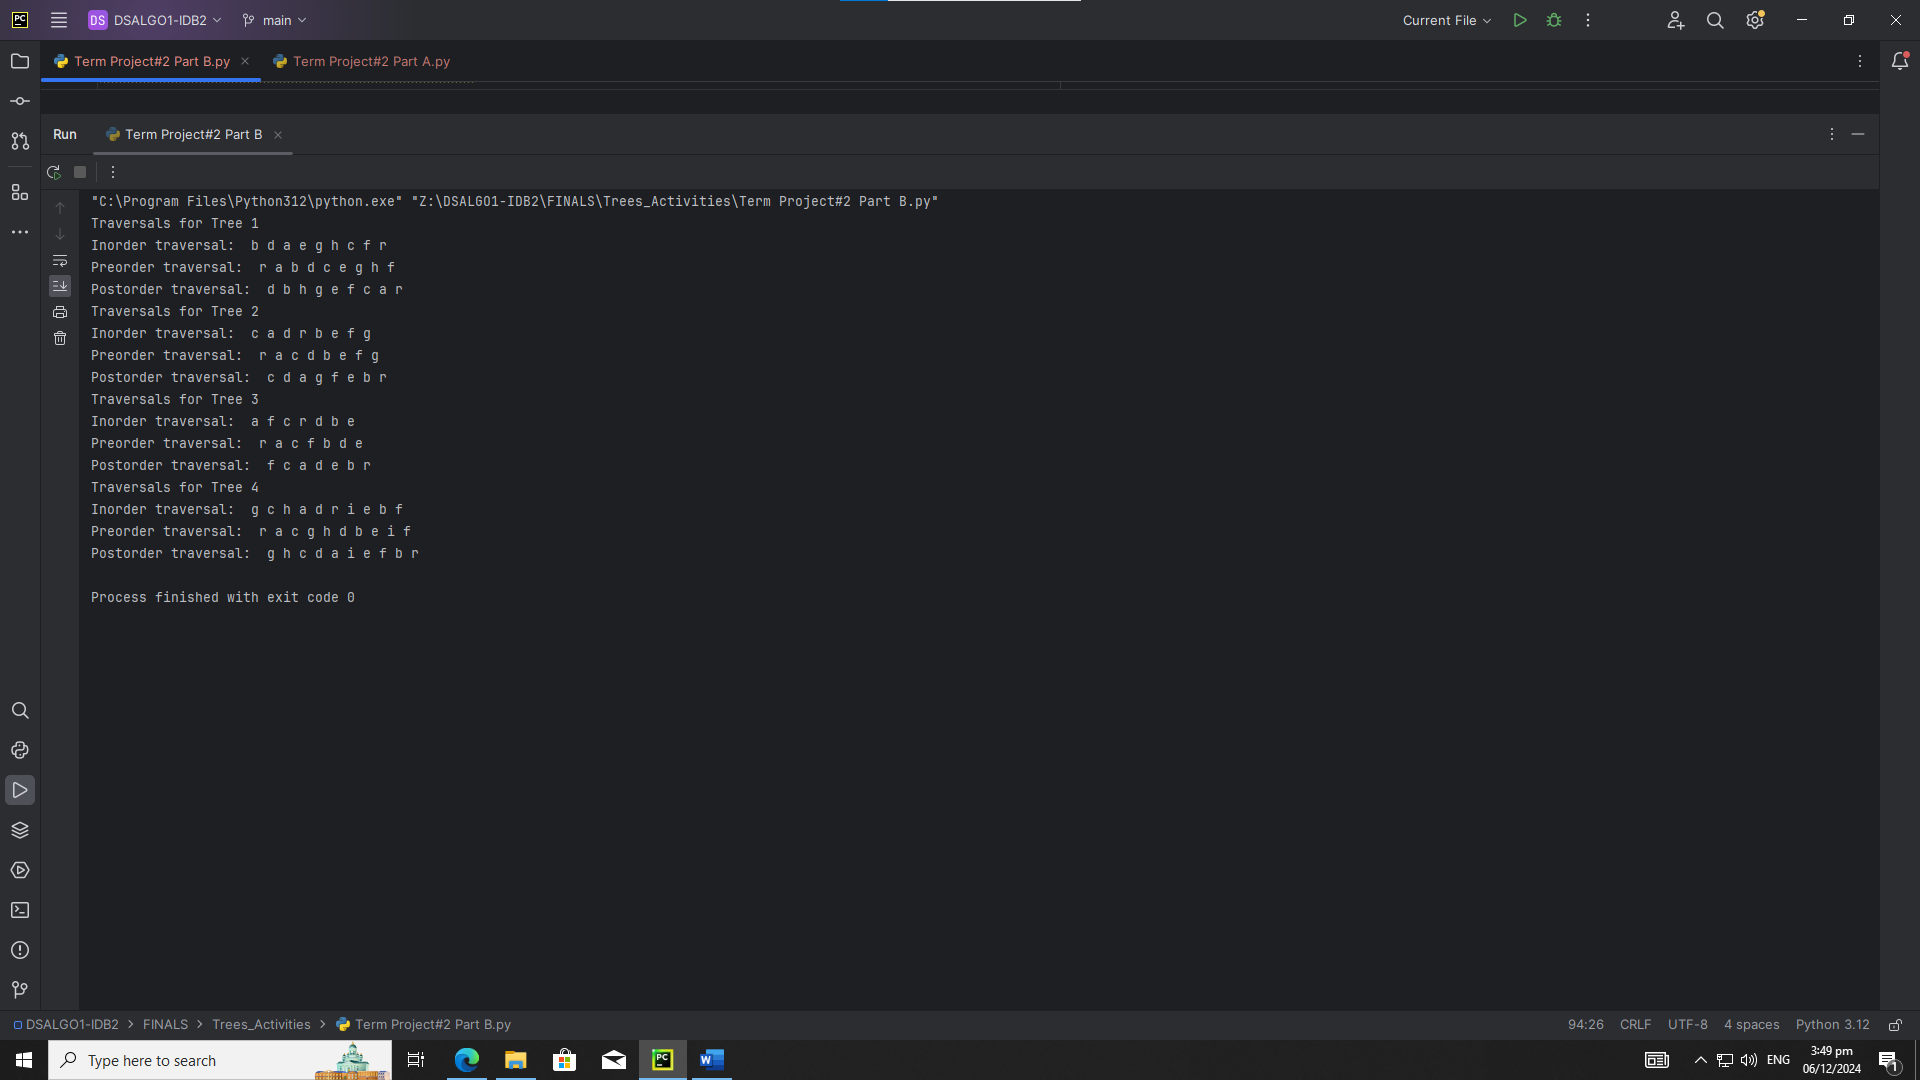 PC DS DSALGO1-IDB2 main Current File
Term Project#2 Part B.py Term Project#2 Part A.py
Run Term Project#2 Part B
"C:\Program Files\Python312\python.exe" "Z:\DSALGO1-IDB2\FINALS\Trees_Activities\Term Project#2 Part B.py"
Traversals for Tree 1
Inorder traversal:  b d a e g h c f r
Preorder traversal:  r a b d c e g h f
Postorder traversal:  d b h g e f c a r
Traversals for Tree 2
Inorder traversal:  c a d r b e f g
Preorder traversal:  r a c d b e f g
Postorder traversal:  c d a g f e b r
Traversals for Tree 3
Inorder traversal:  a f c r d b e
Preorder traversal:  r a c f b d e
Postorder traversal:  f c a d e b r
Traversals for Tree 4
Inorder traversal:  g c h a d r i e b f
Preorder traversal:  r a c g h d b e i f
Postorder traversal:  g h c d a i e f b r
Process finished with exit code 0
DSALGO1-IDB2 > FINALS > Trees_Activities > Term Project#2 Part B.py 94:26 CRLF UTF-8 4 spaces Python 3.12
Type here to search PC W ENG 3:49 pm
06/12/2024 1